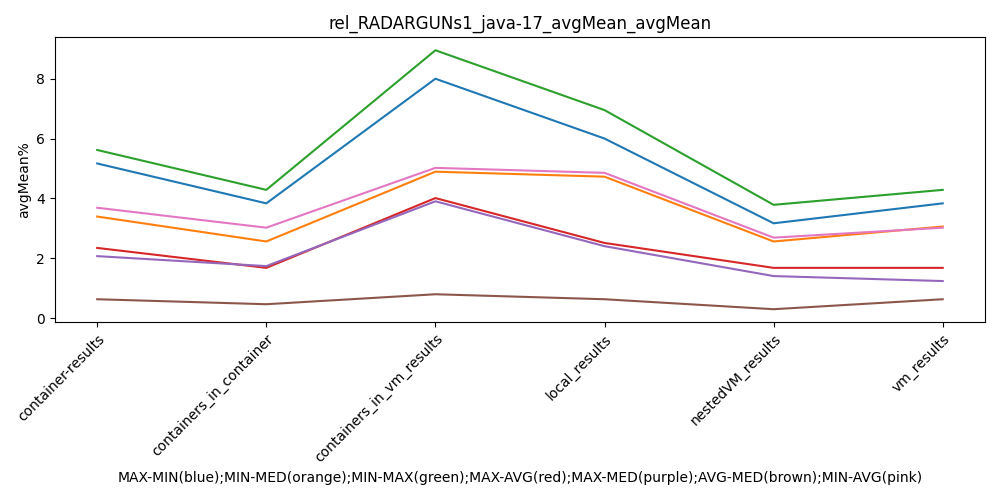 rel_RADARGUNs1_java-17_avgMean_avgMean
8
6
4
2
0
avgMean%
container-results
containers_in_container
containers_in_vm_results
local_results
nestedVM_results
vm_results
MAX-MIN(blue);MIN-MED(orange);MIN-MAX(green);MAX-AVG(red);MAX-MED(purple);AVG-MED(brown);MIN-AVG(pink)